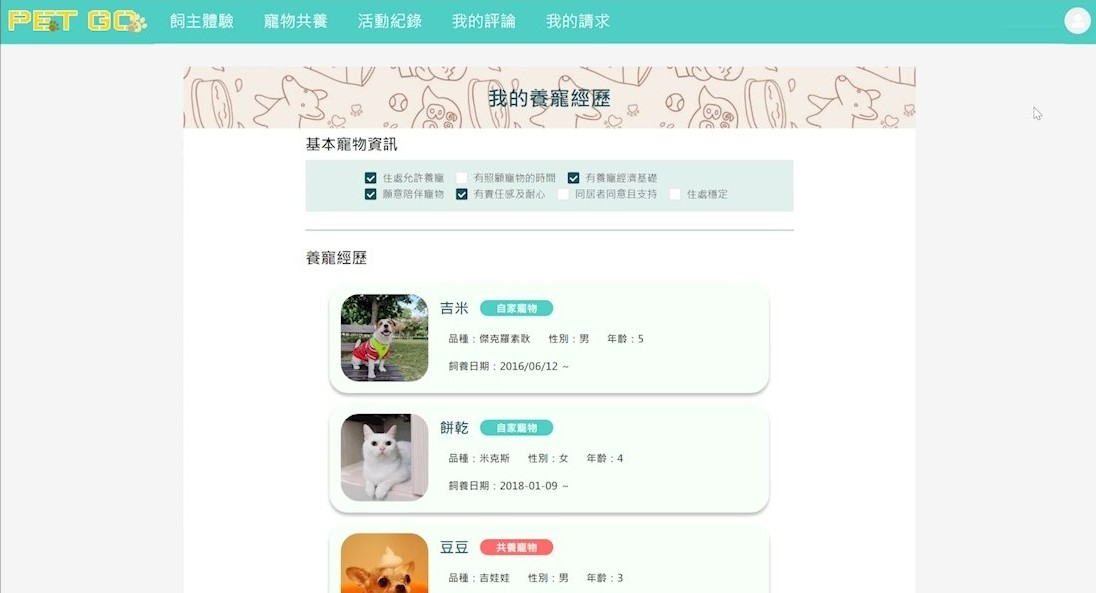 PET GO 飼主體驗 寵物共養 活動紀錄 我的評論 我的請求
我的養寵經歷
基本寵物資訊
住處允許養寵 有照顧寵物的時間 有養寵經濟基礎
願意陪伴寵物 有責任感及耐心 同居者同意且支持 住處穩定
養寵經歷
吉米 自家寵物
品種：傑克羅素㹴 性別：男 年齡：5
飼養日期：2016/06/12 ~
餅乾 自家寵物
品種：米克斯 性別：女 年齡：4
飼養日期：2018-01-09 ~
豆豆 共養寵物
品種：吉娃娃 性別：男 年齡：3